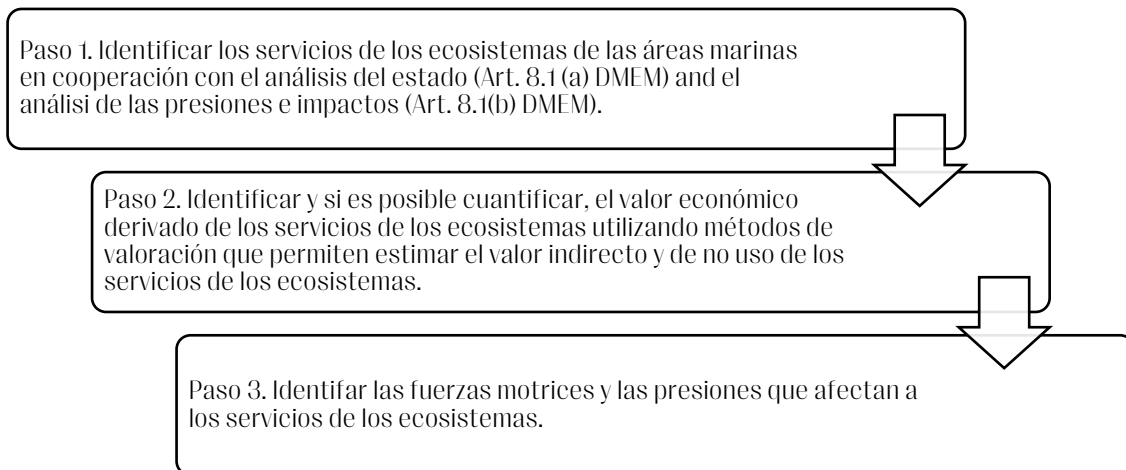 Paso 1. Identificar los servicios de los ecosistemas de las áreas marinas
en cooperación con el análisis del estado (Art. 8.1 (a) DMEM) and el
análisi de las presiones e impactos (Art. 8.1(b) DMEM).
Paso 2. Identificar y si es posible cuantificar, el valor económico
derivado de los servicios de los ecosistemas utilizando métodos de
valoración que permiten estimar el valor indirecto y de no uso de los
servicios de los ecosistemas.
Paso 3. Identifar las fuerzas motrices y las presiones que afectan a
los servicios de los ecosistemas.